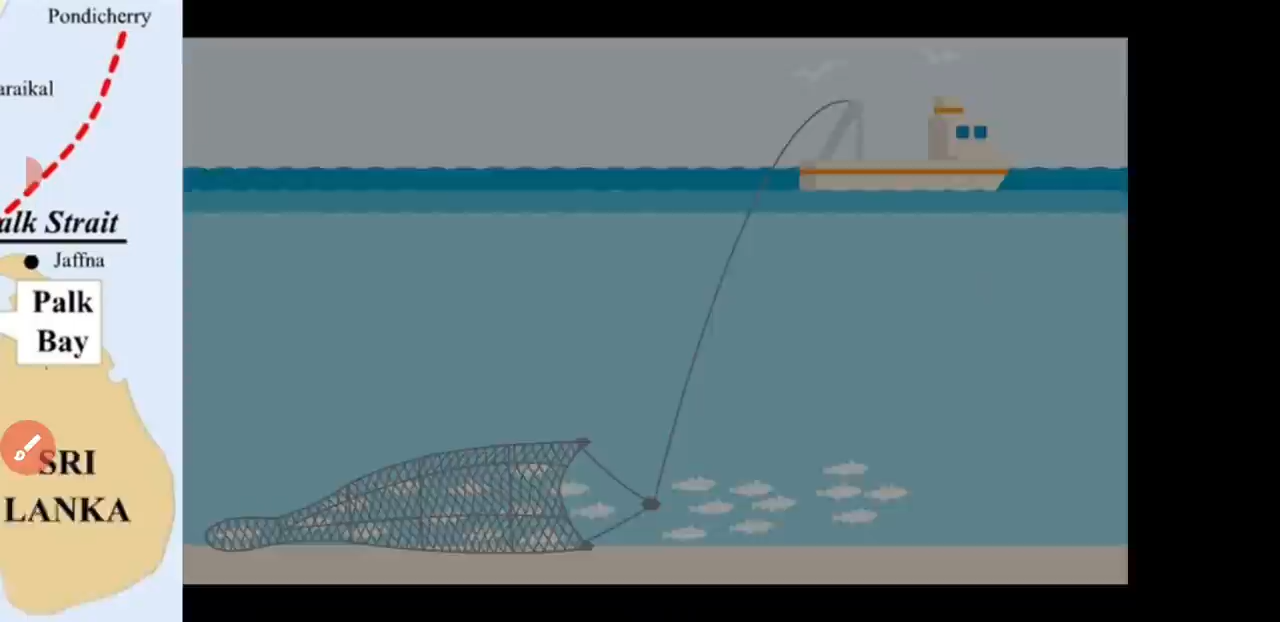 Pondicherry
araikal
alk Strait
Jaffna
Palk
Bay
SRI
LANKA